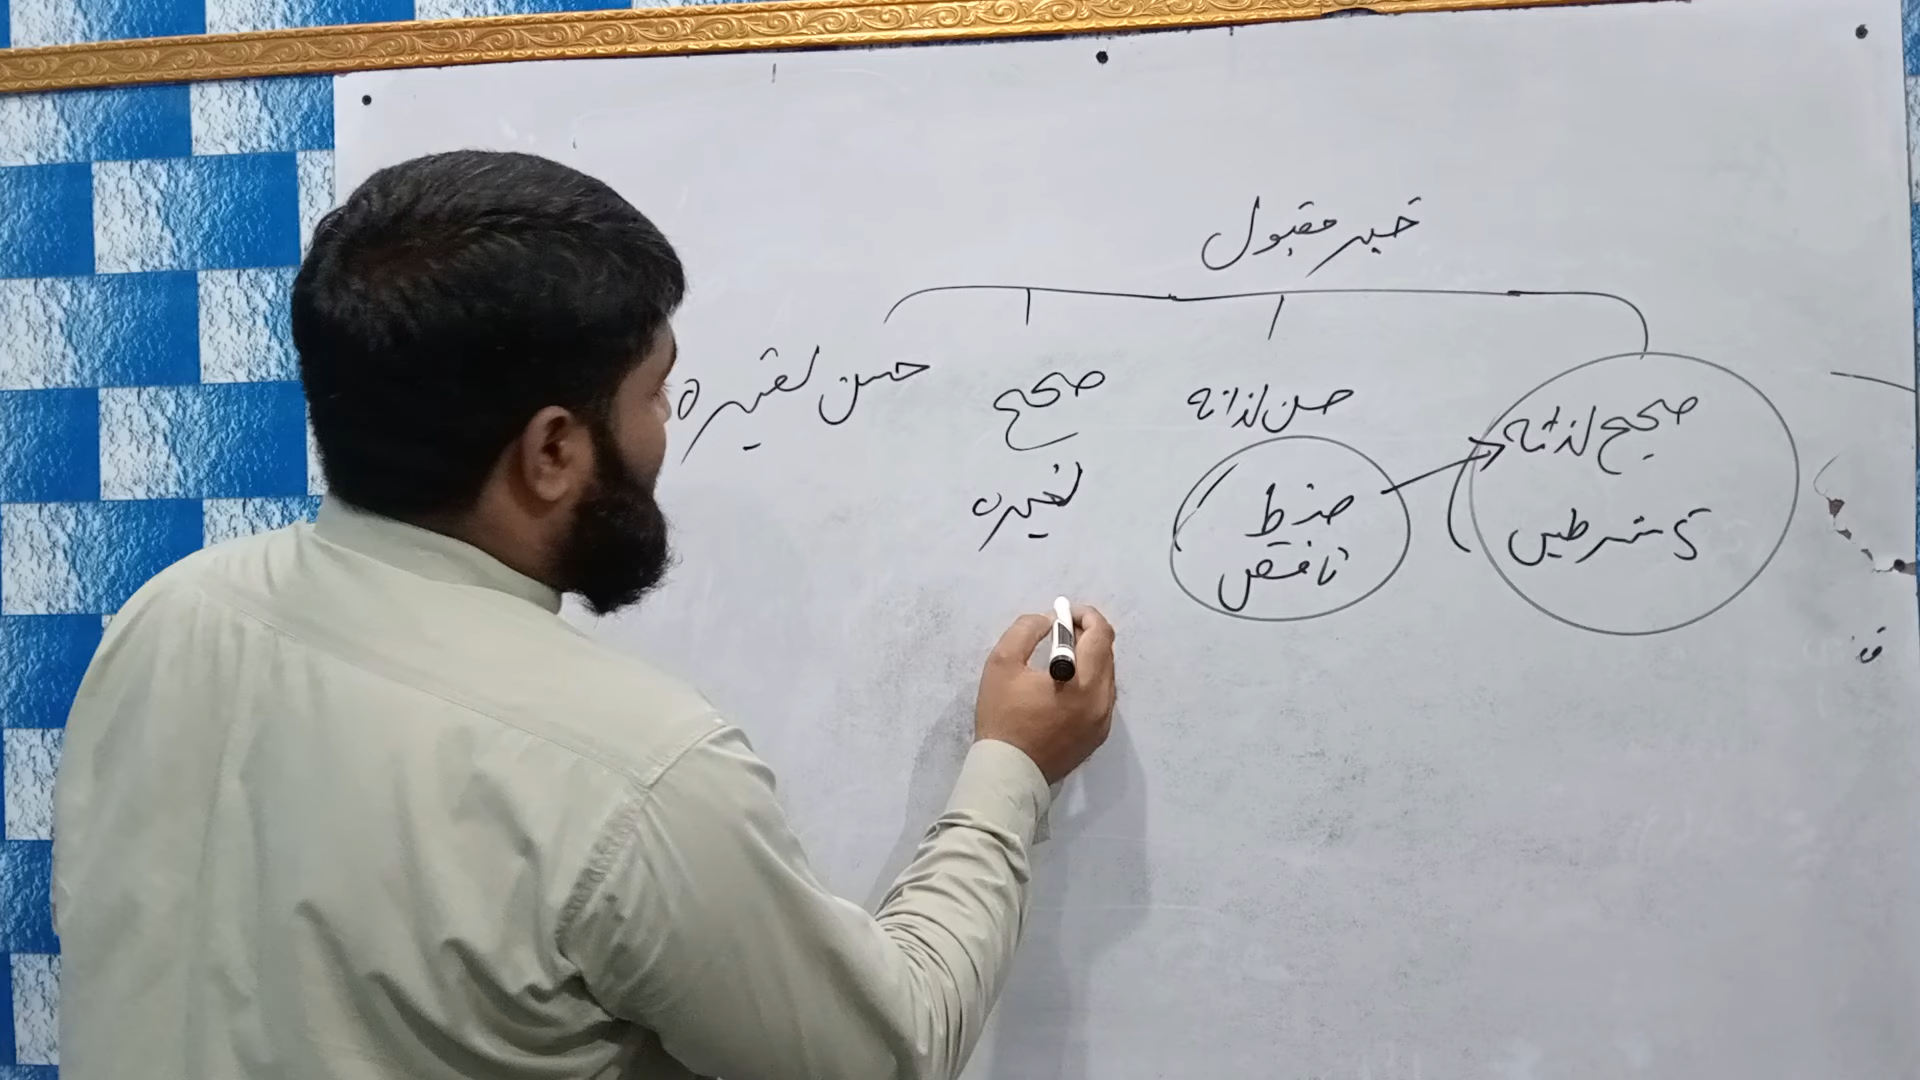 خبر مقبول
صحیح لذاتہ
5 شرطیں
حسن لذاتہ
ضبط
ناقص
صحیح
لغیرہ
حسن لغیرہ